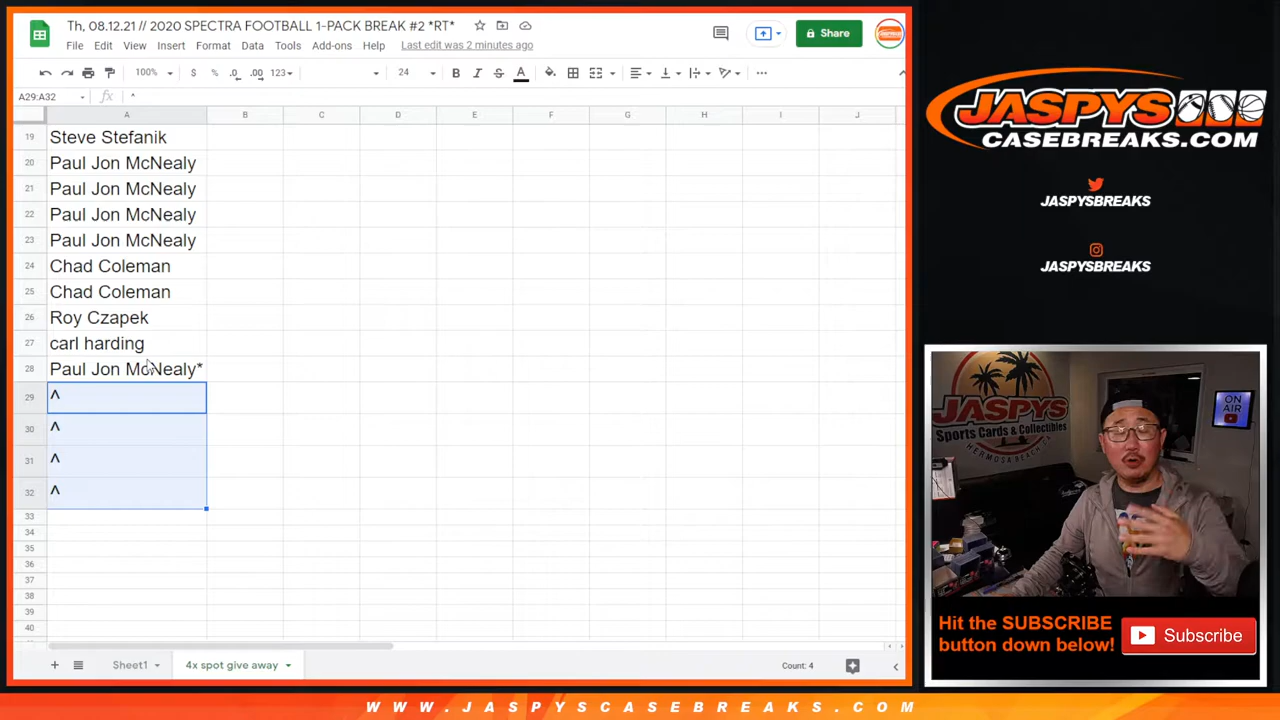 Th, 08.12.21 // 2020 SPECTRA FOOTBALL 1-PACK BREAK #2 *RT*
File Edit View Insert Format Data Tools Add-ons Help Last edit was 2 minutes ago
Share
100% $ % .0 .00 123 24 B I S A
A29:A32 fx ^
A B C D E F G H I J
19 Steve Stefanik
20 Paul Jon McNealy
21 Paul Jon McNealy
22 Paul Jon McNealy
23 Paul Jon McNealy
24 Chad Coleman
25 Chad Coleman
26 Roy Czapek
27 carl harding
28 Paul Jon McNealy*
29 ^
30 ^
31 ^
32 ^
33
34
35
36
37
38
39
40
Sheet1 4x spot give away Count: 4
JASPYS
CASEBREAKS.COM
JASPYSBREAKS
JASPYSBREAKS
JASPYS
Sports Cards & Collectibles
HERMOSA BEACH, CA
ON AIR
Hit the SUBSCRIBE
button down below!
Subscribe
WWW.JASPYSCASEBREAKS.COM